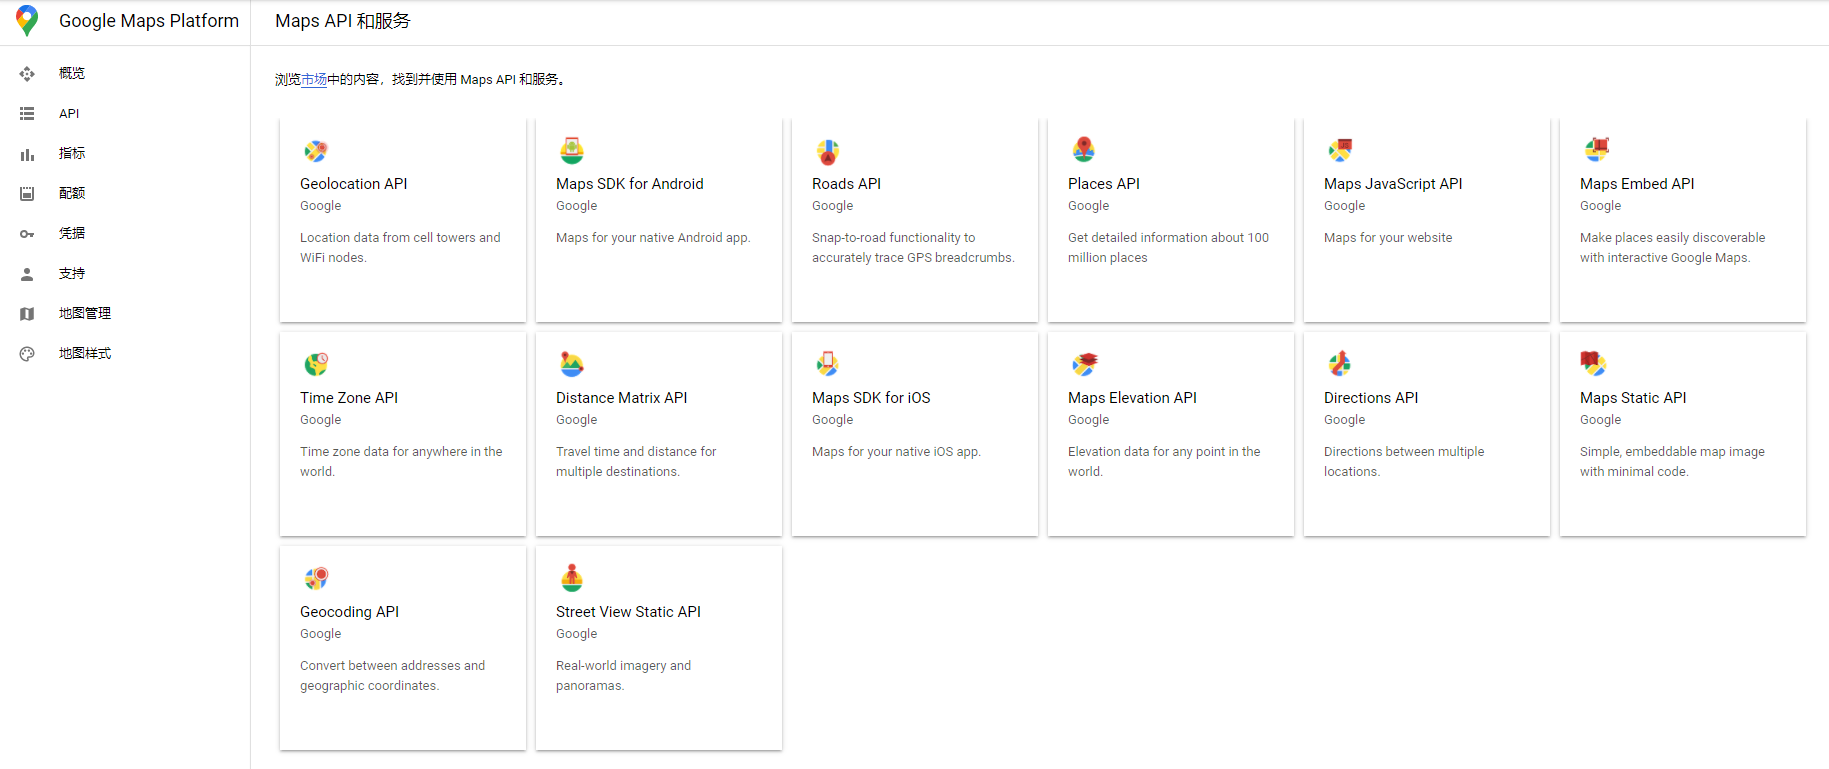 Google Maps Platform
Maps API 和服务
概览
API
指标
配额
凭据
支持
地图管理
地图样式
浏览市场中的内容，找到并使用 Maps API 和服务。
Geolocation API
Google
Location data from cell towers and
WiFi nodes.
Maps SDK for Android
Google
Maps for your native Android app.
Roads API
Google
Snap-to-road functionality to
accurately trace GPS breadcrumbs.
Places API
Google
Get detailed information about 100
million places
Maps JavaScript API
Google
Maps for your website
Maps Embed API
Google
Make places easily discoverable
with interactive Google Maps.
Time Zone API
Google
Time zone data for anywhere in the
world.
Distance Matrix API
Google
Travel time and distance for
multiple destinations.
Maps SDK for iOS
Google
Maps for your native iOS app.
Maps Elevation API
Google
Elevation data for any point in the
world.
Directions API
Google
Directions between multiple
locations.
Maps Static API
Google
Simple, embeddable map image
with minimal code.
Geocoding API
Google
Convert between addresses and
geographic coordinates.
Street View Static API
Google
Real-world imagery and
panoramas.